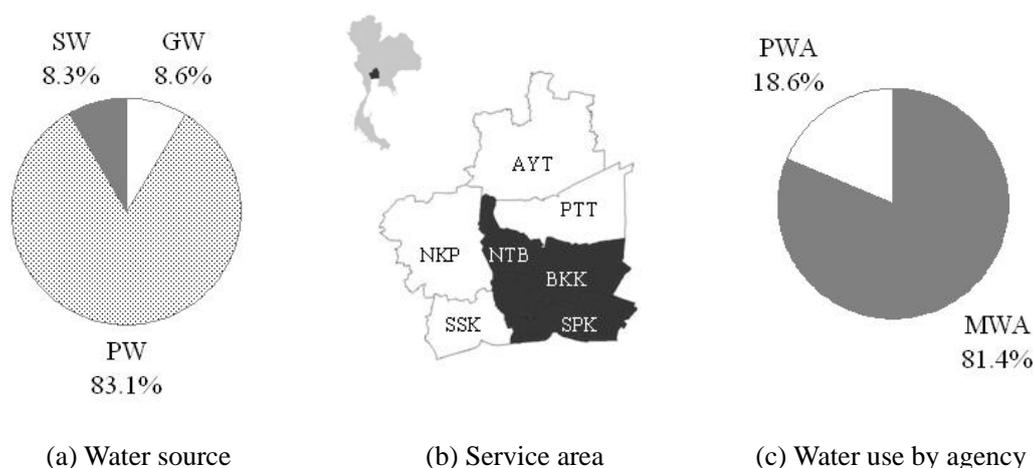 SW
8.3%
GW
8.6%
PW
83.1%
AYT
PTT
NKP
NTB
BKK
SSK
SPK
PWA
18.6%
MWA
81.4%
(a) Water source
(b) Service area
(c) Water use by agency